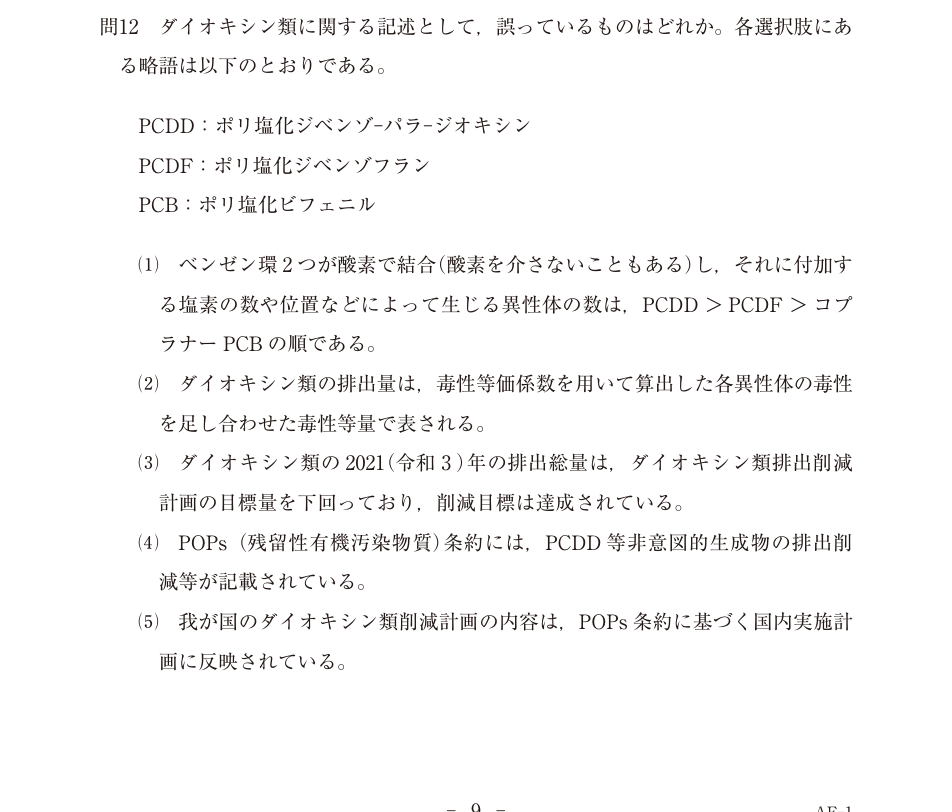 問12　ダイオキシン類に関する記述として，誤っているものはどれか。各選択肢にあ
る略語は以下のとおりである。
PCDD：ポリ塩化ジベンゾ−パラ−ジオキシン
PCDF：ポリ塩化ジベンゾフラン
PCB：ポリ塩化ビフェニル
⑴　ベンゼン環２つが酸素で結合(酸素を介さないこともある)し，それに付加す
る塩素の数や位置などによって生じる異性体の数は，PCDD ＞ PCDF ＞ コプ
ラナー PCB の順である。
⑵　ダイオキシン類の排出量は，毒性等価係数を用いて算出した各異性体の毒性
を足し合わせた毒性等量で表される。
⑶　ダイオキシン類の 2021(令和３)年の排出総量は，ダイオキシン類排出削減
計画の目標量を下回っており，削減目標は達成されている。
⑷　POPs（残留性有機汚染物質)条約には，PCDD 等非意図的生成物の排出削
減等が記載されている。
⑸　我が国のダイオキシン類削減計画の内容は，POPs 条約に基づく国内実施計
画に反映されている。
− 9 −